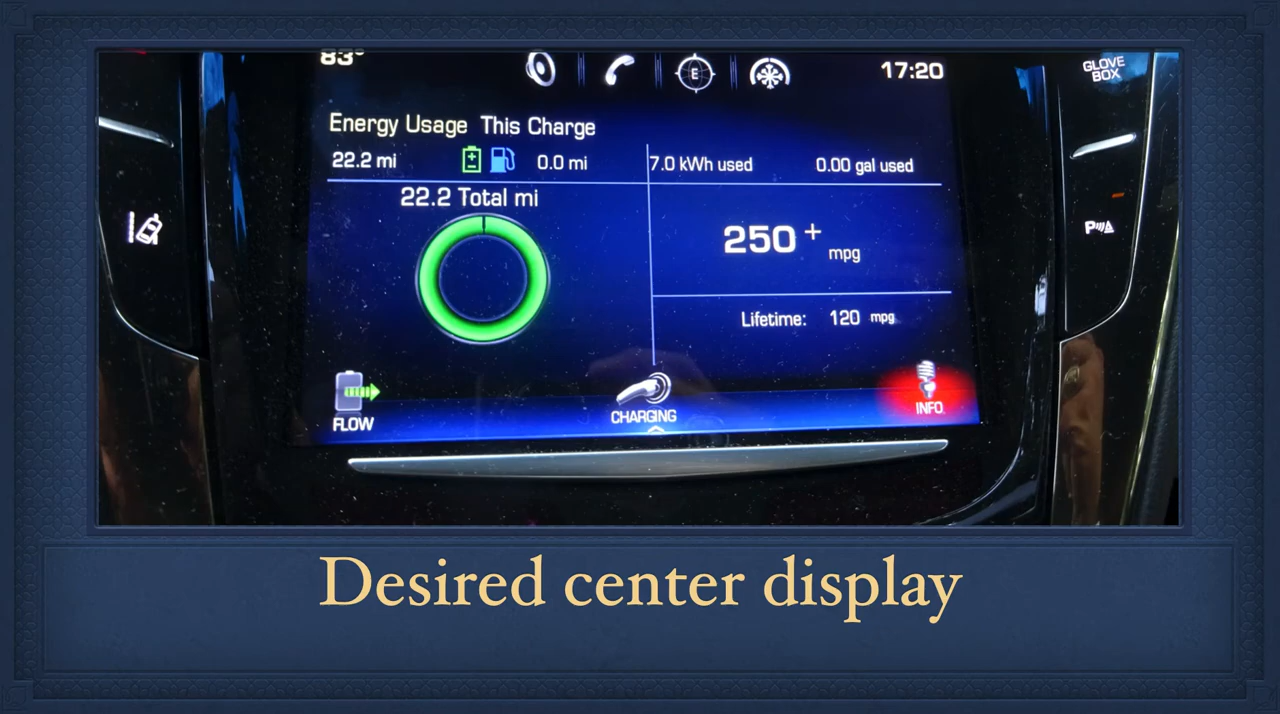 83° E 17:20
GLOVE
BOX
Energy Usage This Charge
22.2 mi 0.0 mi 7.0 kWh used 0.00 gal used
22.2 Total mi
250+ mpg
Lifetime: 120 mpg
FLOW CHARGING INFO
P
Desired center display